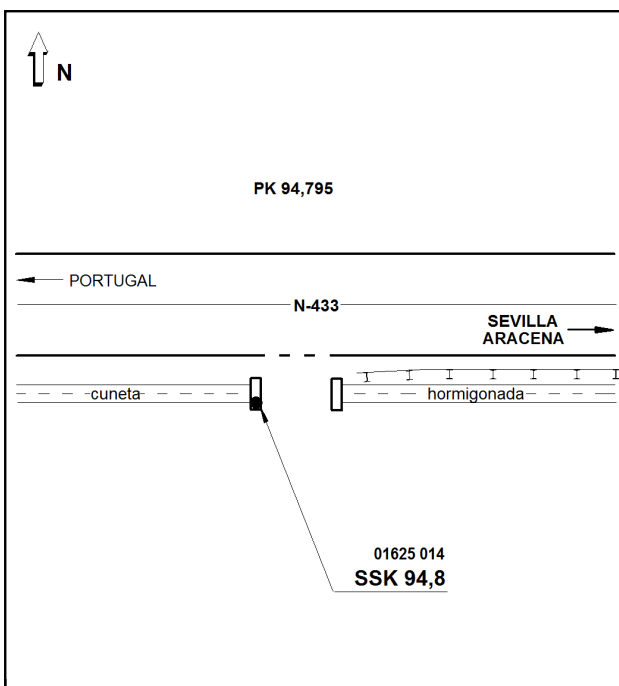 N
PK 94,795
PORTUGAL
N-433
SEVILLA
ARACENA
cuneta
hormigonada
01625 014
SSK 94,8